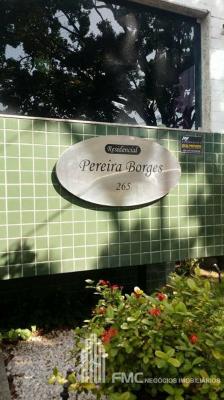 Residencial
Pereira Borges
265
FMC NEGÓCIOS IMOBILIÁRIOS